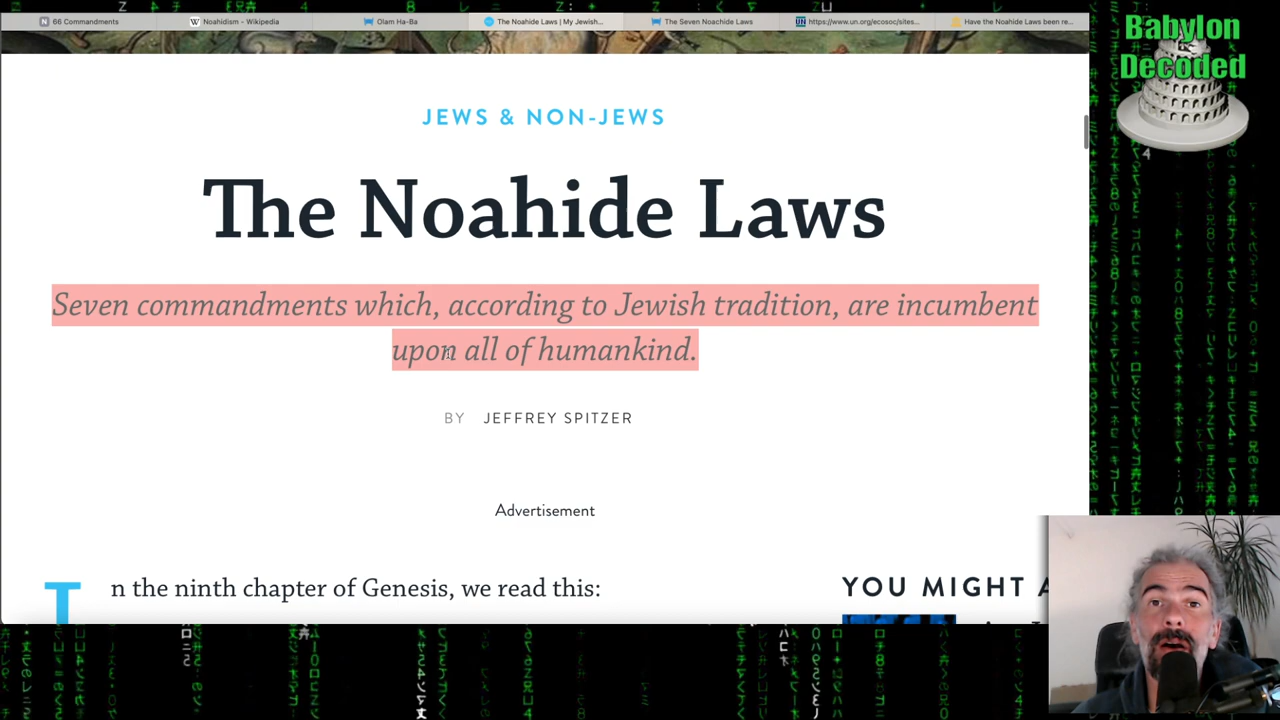 66 Commandments
Noahidism - Wikipedia
Olam Ha-Ba
The Noahide Laws | My Jewish...
The Seven Noachide Laws
https://www.un.org/ecosoc/sites...
Have the Noahide Laws been re...
Babylon
Decoded
JEWS & NON-JEWS
The Noahide Laws
Seven commandments which, according to Jewish tradition, are incumbent
upon all of humankind.
BY JEFFREY SPITZER
Advertisement
n the ninth chapter of Genesis, we read this:
YOU MIGHT A